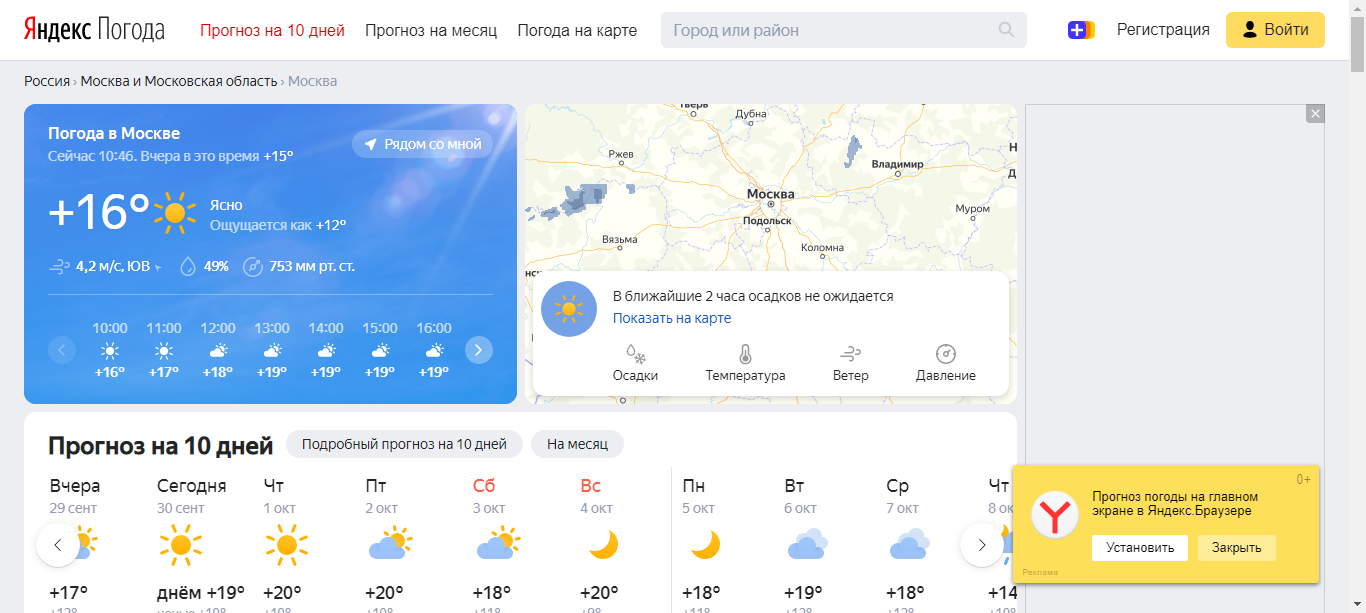 Яндекс Погода
Прогноз на 10 дней
Прогноз на месяц
Погода на карте
Город или район
Регистрация
Войти
Россия › Москва и Московская область › Москва
Погода в Москве
Сейчас 10:46. Вчера в это время +15°
Рядом со мной
+16°
Ясно
Ощущается как +12°
4,2 м/с, ЮВ
49%
753 мм рт. ст.
10:00 11:00 12:00 13:00 14:00 15:00 16:00
+16° +17° +18° +19° +19° +19° +19°
Тверь
Дубна
Ржев
Владимир
Москва
Муром
Подольск
Вязьма
Коломна
В ближайшие 2 часа осадков не ожидается
Показать на карте
Осадки Температура Ветер Давление
Прогноз на 10 дней
Подробный прогноз на 10 дней
На месяц
Вчера Сегодня Чт Пт Сб Вс Пн Вт Ср Чт
29 сент 30 сент 1 окт 2 окт 3 окт 4 окт 5 окт 6 окт 7 окт 8 ок
+17° днём +19° +20° +20° +18° +20° +18° +19° +18° +14
0+
Прогноз погоды на главном
экране в Яндекс.Браузере
Установить
Закрыть
Реклама